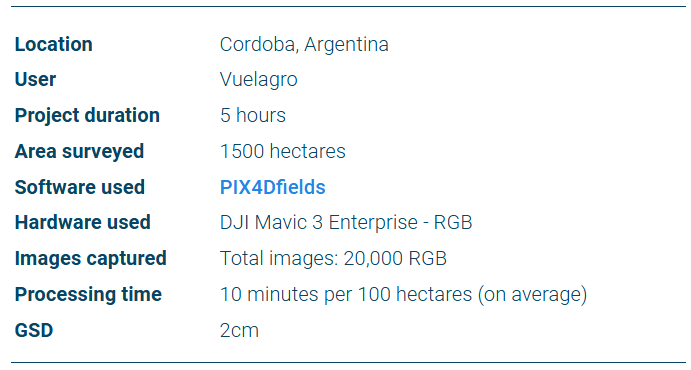 Location Cordoba, Argentina
User Vuelagro
Project duration 5 hours
Area surveyed 1500 hectares
Software used PIX4Dfields
Hardware used DJI Mavic 3 Enterprise - RGB
Images captured Total images: 20,000 RGB
Processing time 10 minutes per 100 hectares (on average)
GSD 2cm